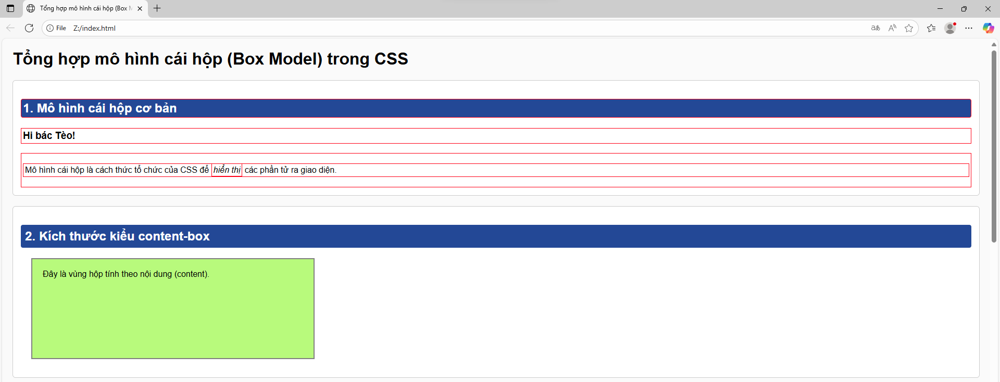 Tổng hợp mô hình cái hộp (Box M
File Z:/index.html
Tổng hợp mô hình cái hộp (Box Model) trong CSS
1. Mô hình cái hộp cơ bản
Hi bác Tèo!
Mô hình cái hộp là cách thức tổ chức của CSS để hiển thị các phần tử ra giao diện.
2. Kích thước kiểu content-box
Đây là vùng hộp tính theo nội dung (content).